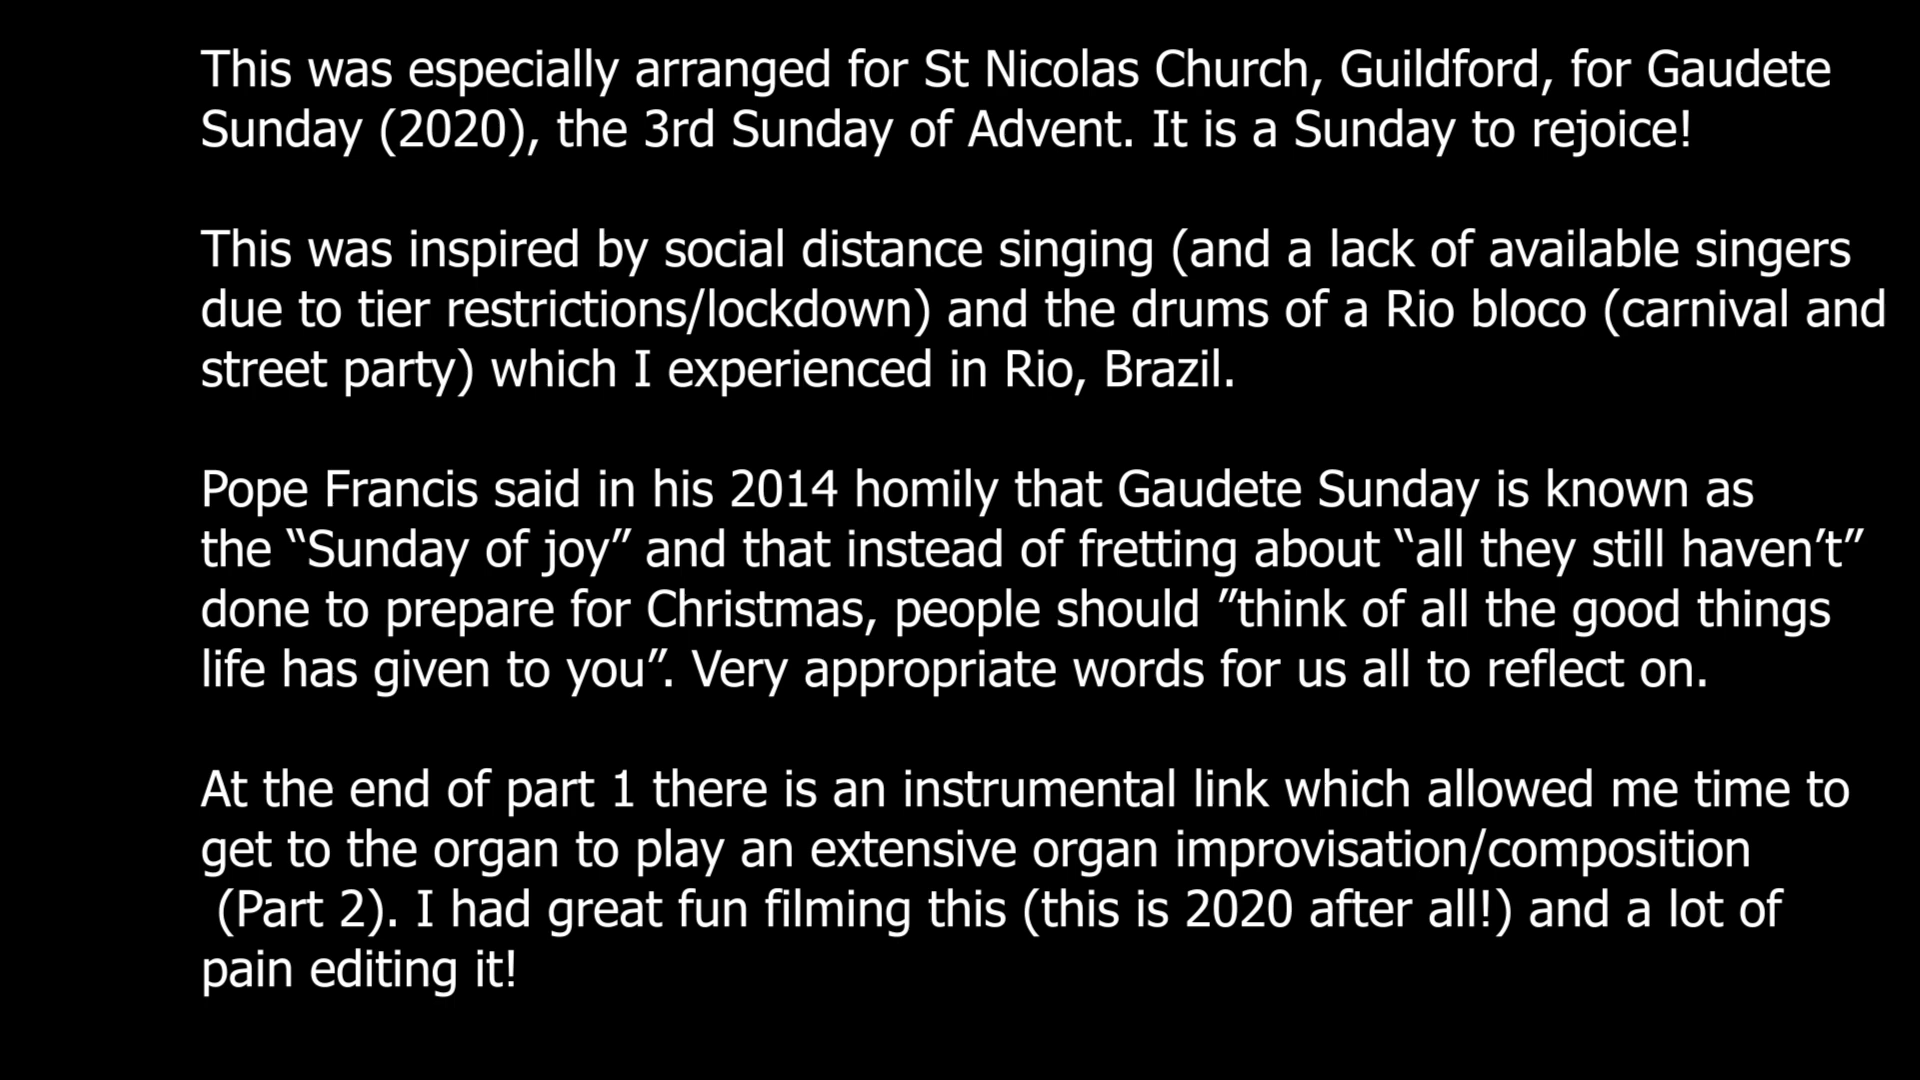 This was especially arranged for St Nicolas Church, Guildford, for Gaudete
Sunday (2020), the 3rd Sunday of Advent. It is a Sunday to rejoice!
This was inspired by social distance singing (and a lack of available singers
due to tier restrictions/lockdown) and the drums of a Rio bloco (carnival and
street party) which I experienced in Rio, Brazil.
Pope Francis said in his 2014 homily that Gaudete Sunday is known as
the “Sunday of joy” and that instead of fretting about “all they still haven’t”
done to prepare for Christmas, people should ”think of all the good things
life has given to you”. Very appropriate words for us all to reflect on.
At the end of part 1 there is an instrumental link which allowed me time to
get to the organ to play an extensive organ improvisation/composition
(Part 2). I had great fun filming this (this is 2020 after all!) and a lot of
pain editing it!